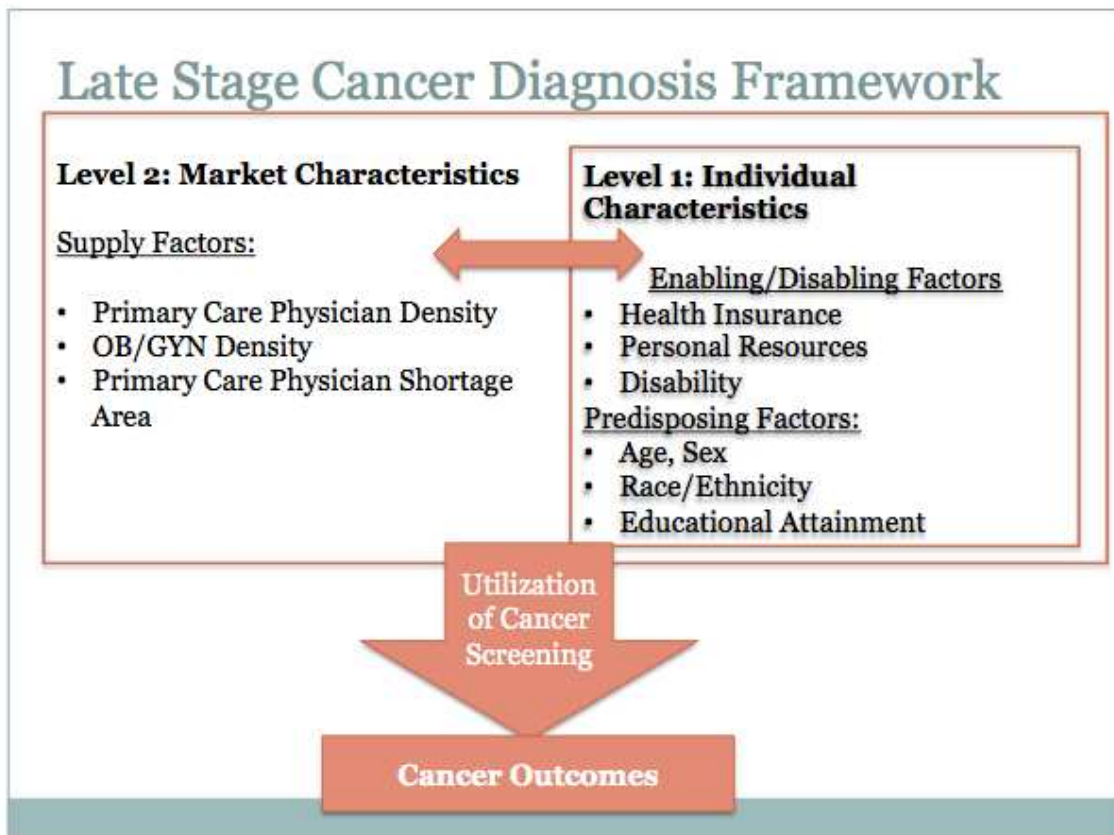 Late Stage Cancer Diagnosis Framework
Level 2: Market Characteristics
Supply Factors:
• Primary Care Physician Density
• OB/GYN Density
• Primary Care Physician Shortage
Area
Level 1: Individual
Characteristics
Enabling/Disabling Factors
• Health Insurance
• Personal Resources
• Disability
Predisposing Factors:
• Age, Sex
• Race/Ethnicity
• Educational Attainment
Utilization
of Cancer
Screening
Cancer Outcomes